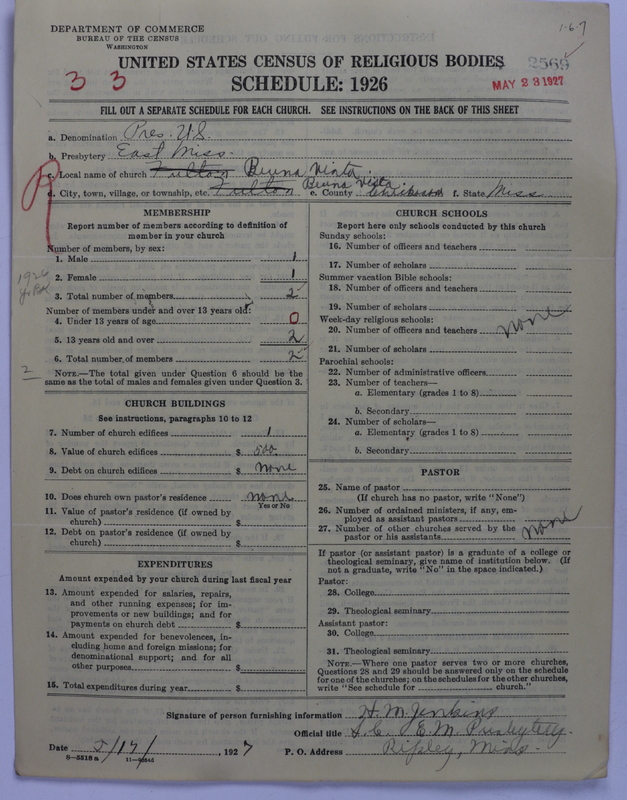 1-6-7
DEPARTMENT OF COMMERCE
BUREAU OF THE CENSUS
WASHINGTON
UNITED STATES CENSUS OF RELIGIOUS BODIES
2569
3 3
SCHEDULE: 1926
MAY 23 1927
FILL OUT A SEPARATE SCHEDULE FOR EACH CHURCH. SEE INSTRUCTIONS ON THE BACK OF THIS SHEET
a. Denomination Pres. U.S.
b. Presbytery East Miss.
c. Local name of church Fulton Beuna Vista
d. City, town, village, or township, etc. Fulton Beuna Vista e. County Chickasaw f. State Miss
MEMBERSHIP
Report number of members according to definition of
member in your church
Number of members, by sex:
1. Male 1
2. Female 1
1926
3. Total number of members 2
Number of members under and over 13 years old:
4. Under 13 years of age 0
5. 13 years old and over 2
6. Total number of members 2
2
NOTE.—The total given under Question 6 should be
same as the total of males and females given under Question 3.
CHURCH BUILDINGS
See instructions, paragraphs 10 to 12
7. Number of church edifices 1
8. Value of church edifices $ 500
9. Debt on church edifices $ None
10. Does church own pastor's residence none
Yes or No
11. Value of pastor's residence (if owned by
church) $
12. Debt on pastor's residence (if owned by
church) $
EXPENDITURES
Amount expended by your church during last fiscal year
13. Amount expended for salaries, repairs,
and other running expenses; for im-
provements or new buildings; and for
payments on church debt $
14. Amount expended for benevolences, in-
cluding home and foreign missions; for
denominational support; and for all
other purposes $
15. Total expenditures during year $
CHURCH SCHOOLS
Report here only schools conducted by this church
Sunday schools:
16. Number of officers and teachers
17. Number of scholars
Summer vacation Bible schools:
18. Number of officers and teachers
19. Number of scholars
Week-day religious schools:
20. Number of officers and teachers none
21. Number of scholars
Parochial schools:
22. Number of administrative officers
23. Number of teachers—
a. Elementary (grades 1 to 8)
b. Secondary
24. Number of scholars—
a. Elementary (grades 1 to 8)
b. Secondary
PASTOR
25. Name of pastor
(If church has no pastor, write "None")
26. Number of ordained ministers, if any, em-
ployed as assistant pastors
27. Number of other churches served by the
pastor or his assistants none
If pastor (or assistant pastor) is a graduate of a college or
theological seminary, give name of institution below. (If
not a graduate, write "No" in the space indicated.)
Pastor:
28. College
29. Theological seminary
Assistant pastor:
30. College
31. Theological seminary
NOTE.—Where one pastor serves two or more churches,
Questions 28 and 29 should be answered only on the schedule
for one of the churches; on the schedules for the other churches,
write "See schedule for church."
Signature of person furnishing information H. M. Jenkins
Official title S. C. E. M. Presbytery
Date 5/17/, 1927 P. O. Address Ripley, Miss.
9-5518a